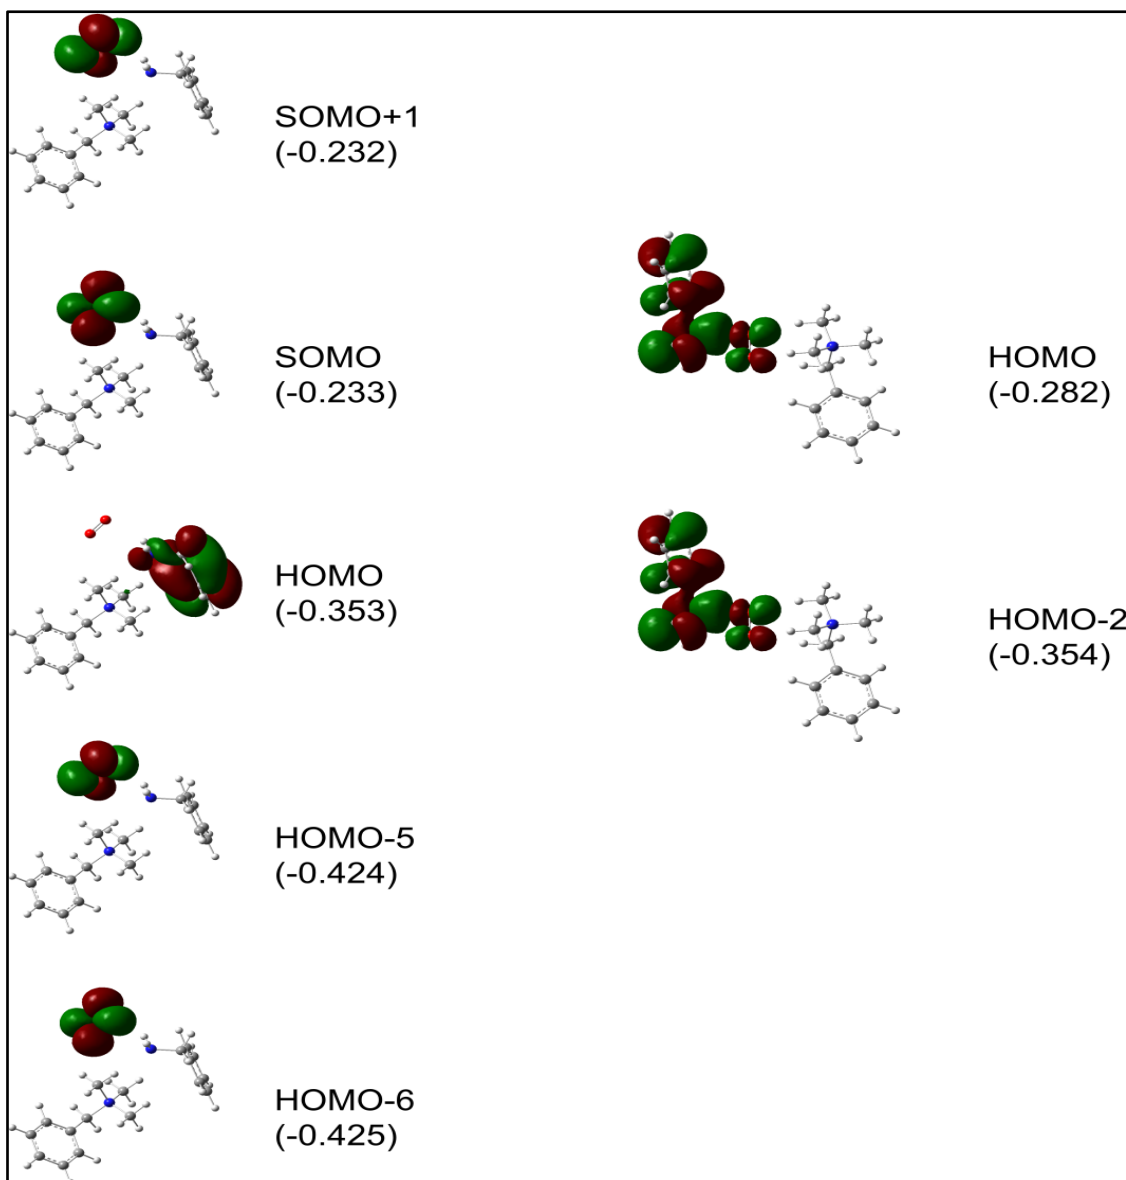 SOMO+1
(-0.232)
SOMO
(-0.233)
HOMO
(-0.353)
HOMO-5
(-0.424)
HOMO-6
(-0.425)
HOMO
(-0.282)
HOMO-2
(-0.354)